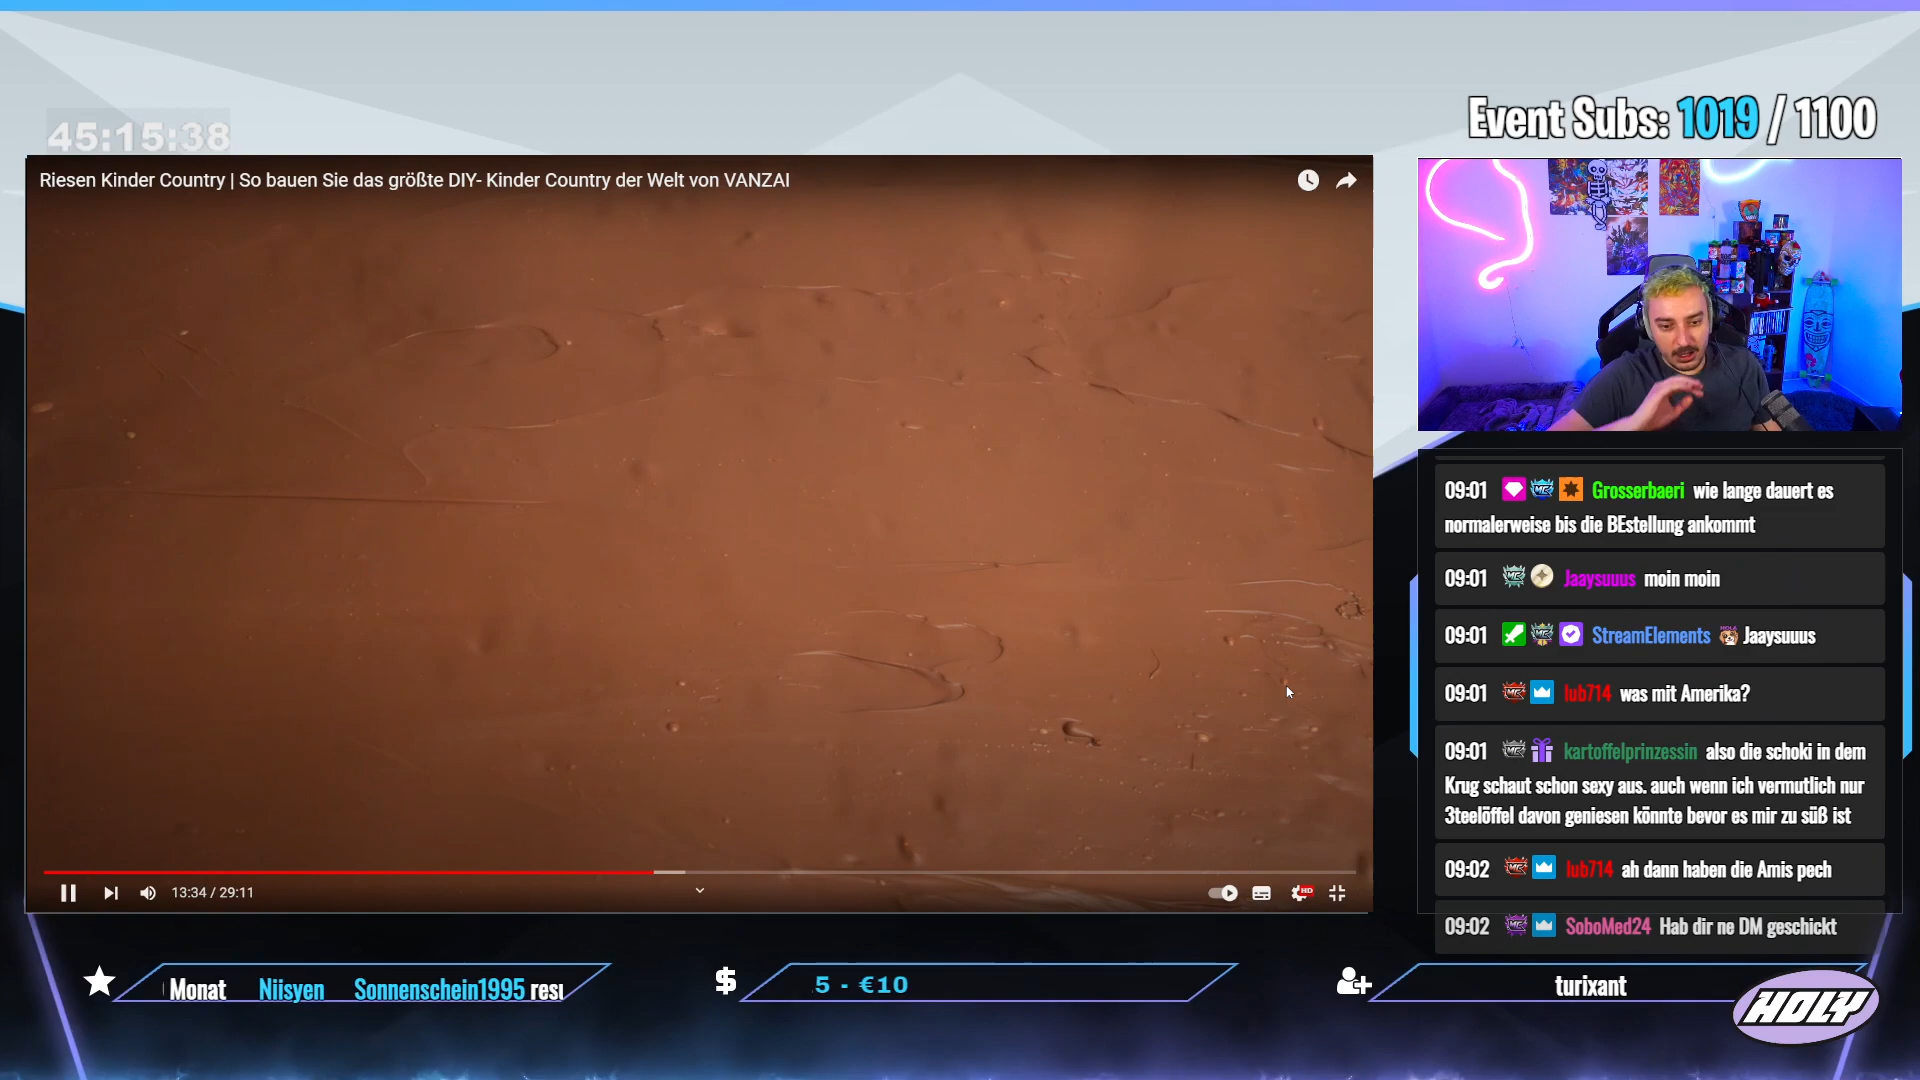 Event Subs: 1019 / 1100
45:15:38
Riesen Kinder Country | So bauen Sie das größte DIY- Kinder Country der Welt von VANZAI
09:01 Grosserbaeri wie lange dauert es
normalerweise bis die BEstellung ankommt
09:01 Jaaysuuus moin moin
09:01 StreamElements Jaaysuuus
09:01 lub714 was mit Amerika?
09:01 kartoffelprinzessin also die schoki in dem
Krug schaut schon sexy aus. auch wenn ich vermutlich nur
3teelöffel davon geniesen könnte bevor es mir zu süß ist
09:02 lub714 ah dann haben die Amis pech
09:02 SoboMed24 Hab dir ne DM geschickt
13:34 / 29:11
HD
Monat Niisyen Sonnenschein1995 resu
$ 5 - €10
turixant
HOLY